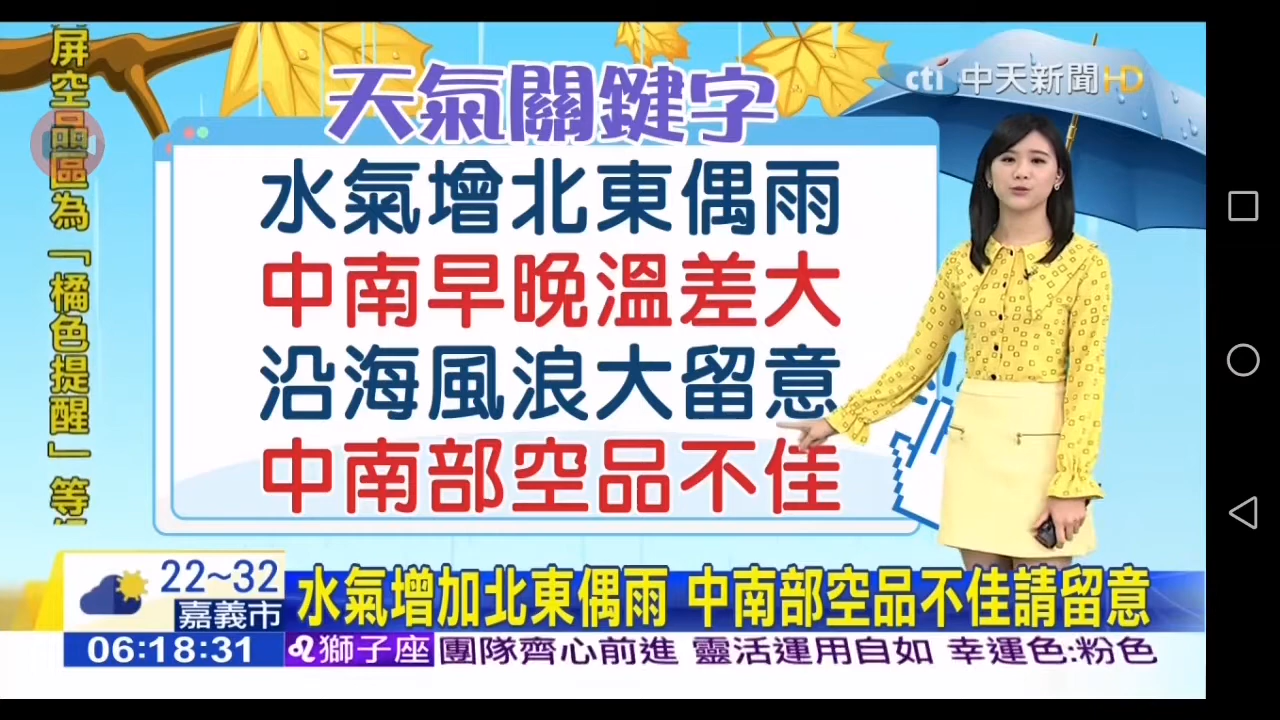 屏空品區為「橘色提醒」等
天氣關鍵字
cti 中天新聞HD
水氣增北東偶雨
中南早晚溫差大
沿海風浪大留意
中南部空品不佳
22~32
嘉義市
水氣增加北東偶雨 中南部空品不佳請留意
06:18:31
♌獅子座 團隊齊心前進 靈活運用自如 幸運色:粉色